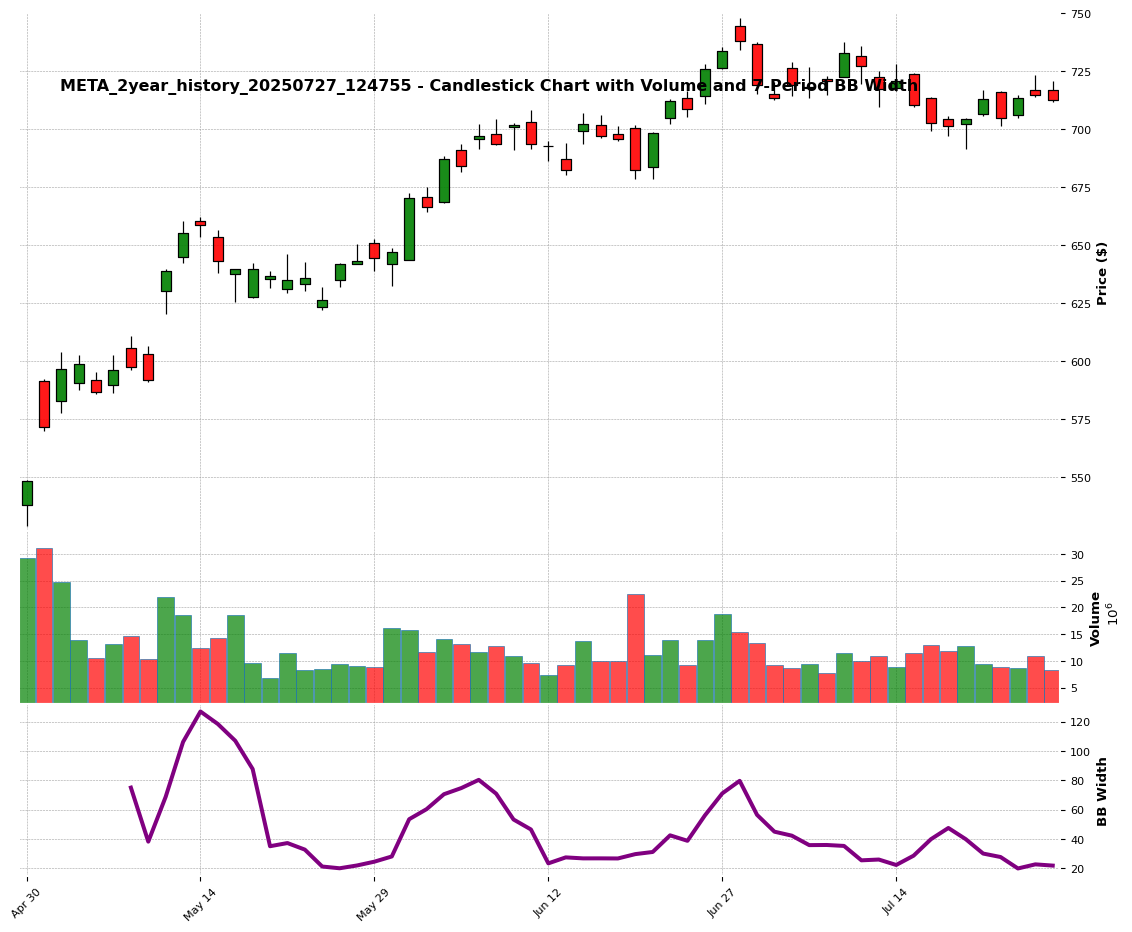 META_2year_history_20250727_124755 - Candlestick Chart with Volume and 7-Period BB Width
750
725
700
675
650
625
600
575
550
Price ($)
30
25
20
15
10
5
Volume
10^6
120
100
80
60
40
20
BB Width
Apr 30
May 14
May 29
Jun 12
Jun 27
Jul 14